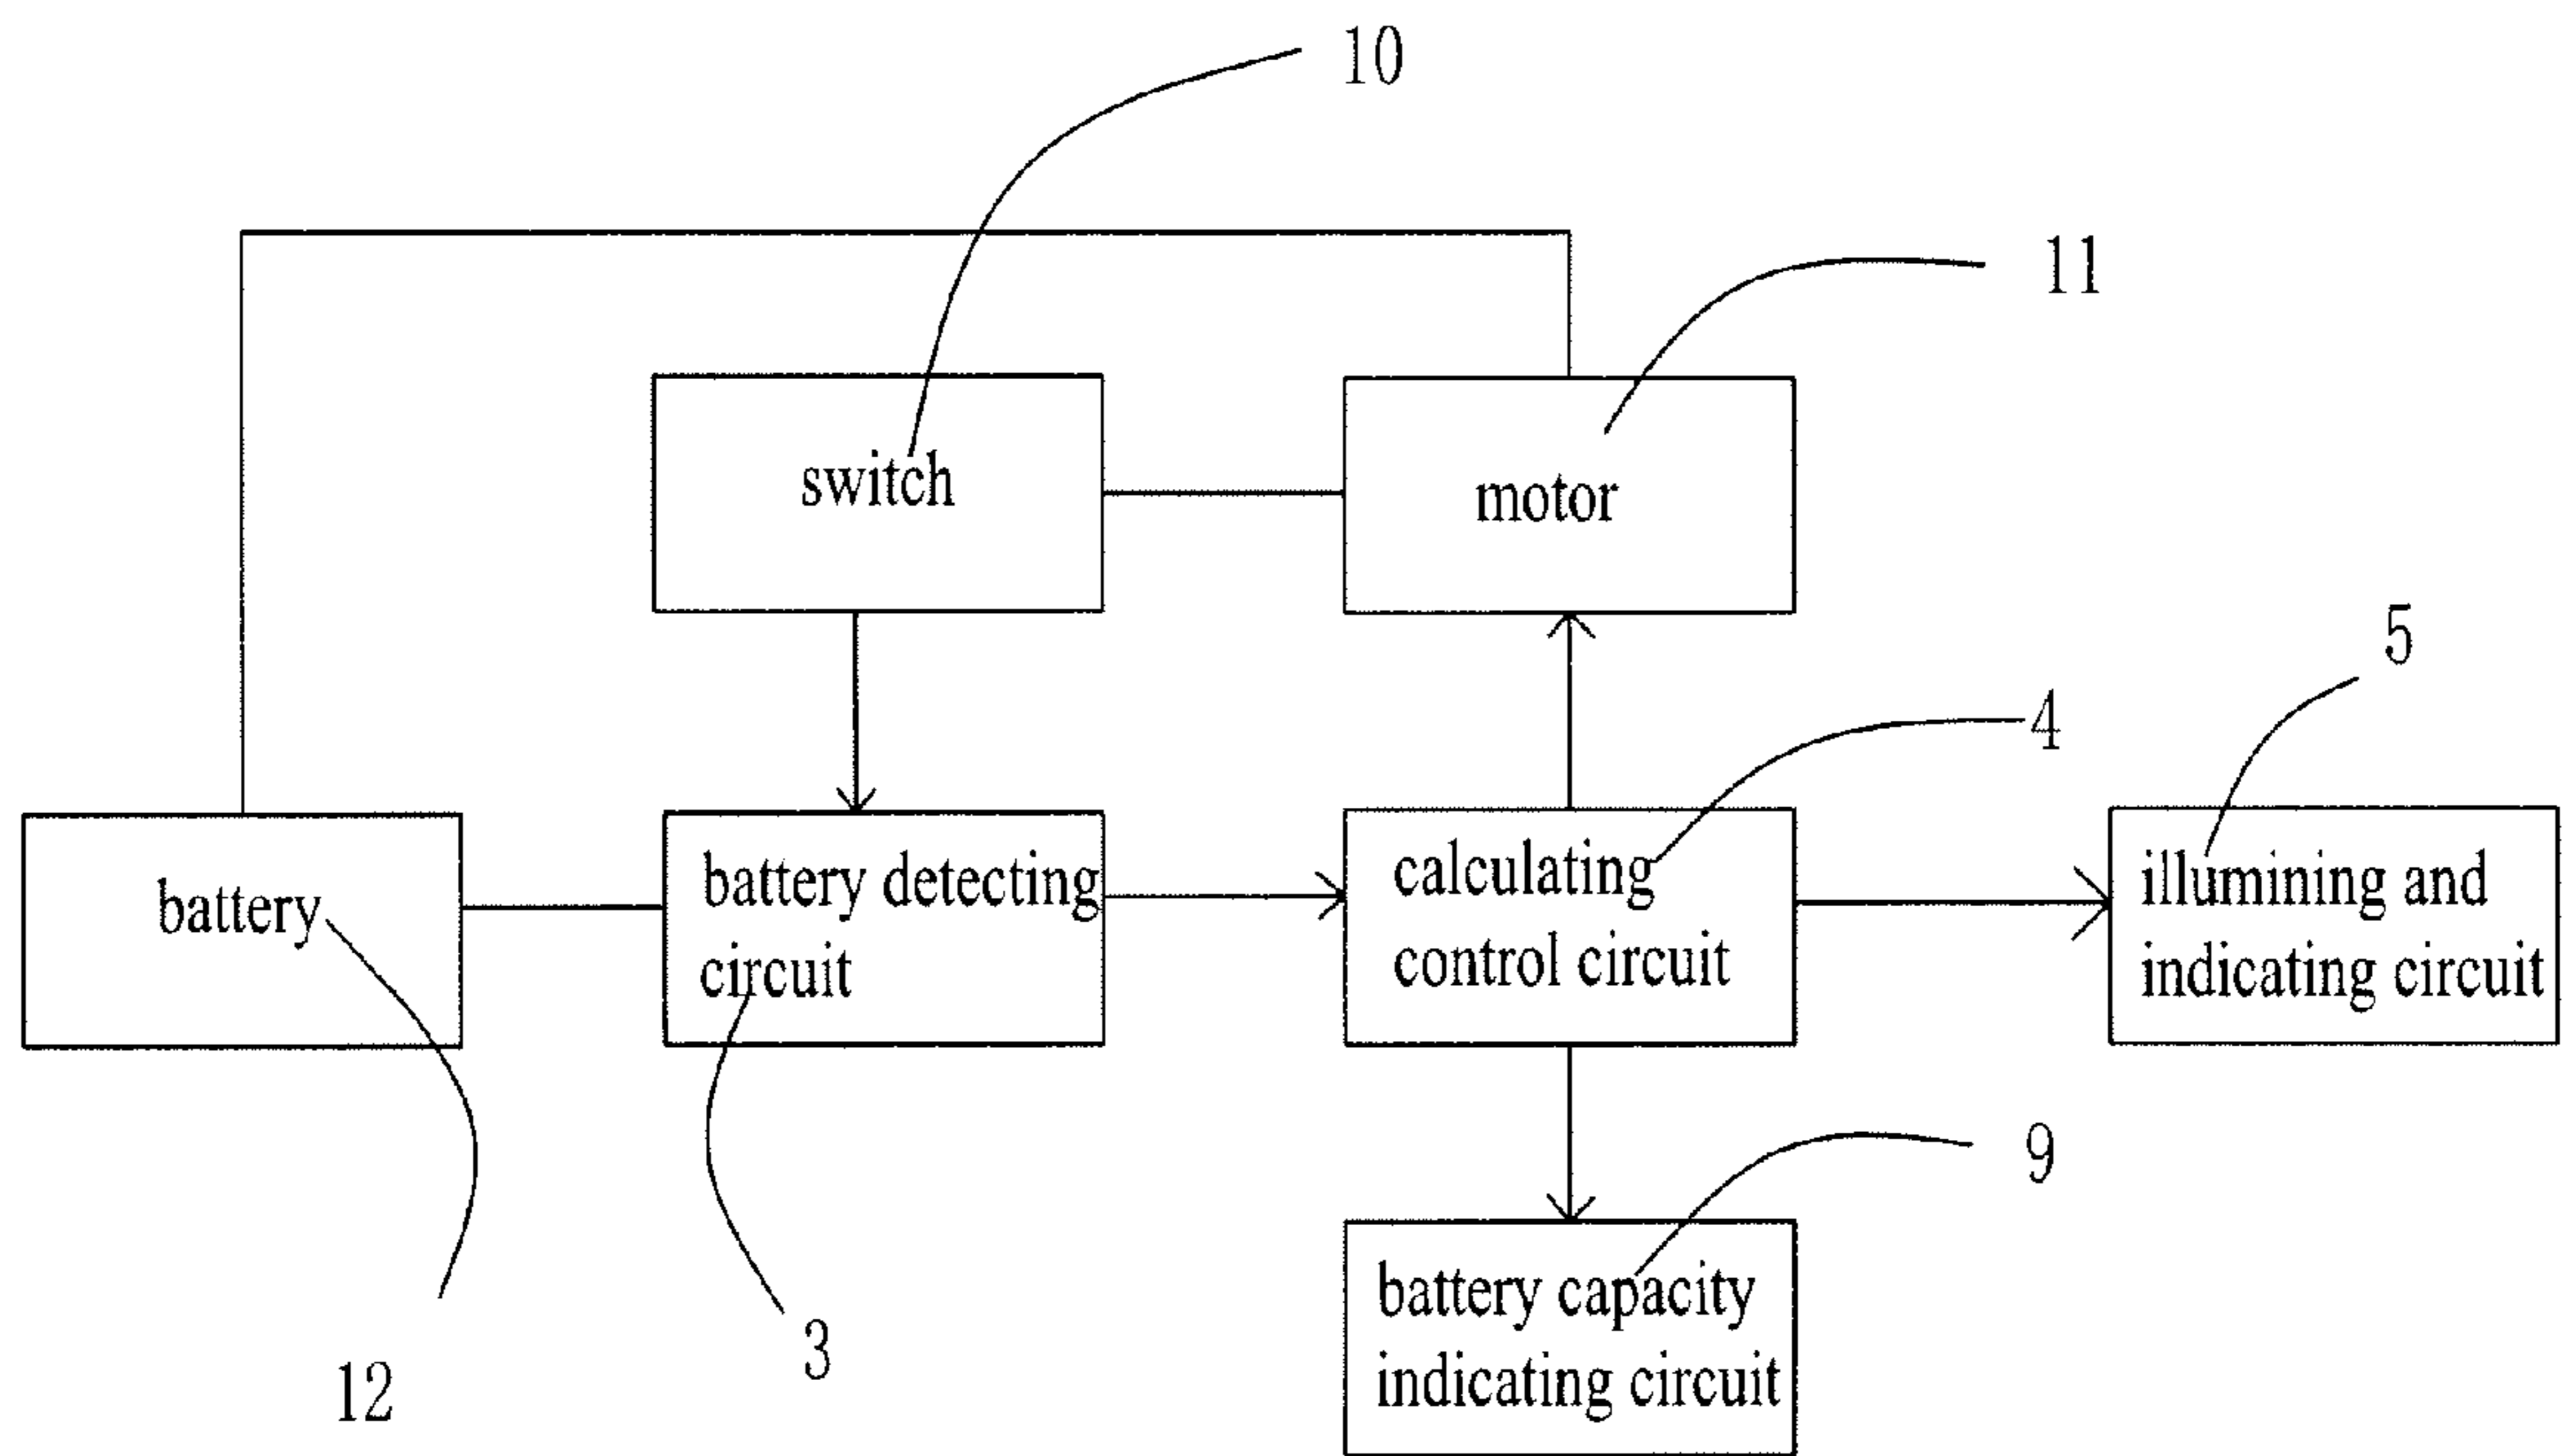 10
11
switch
motor
5
4
battery
battery detecting
circuit
calculating
control circuit
illumining and
indicating circuit
9
battery capacity
indicating circuit
3
12